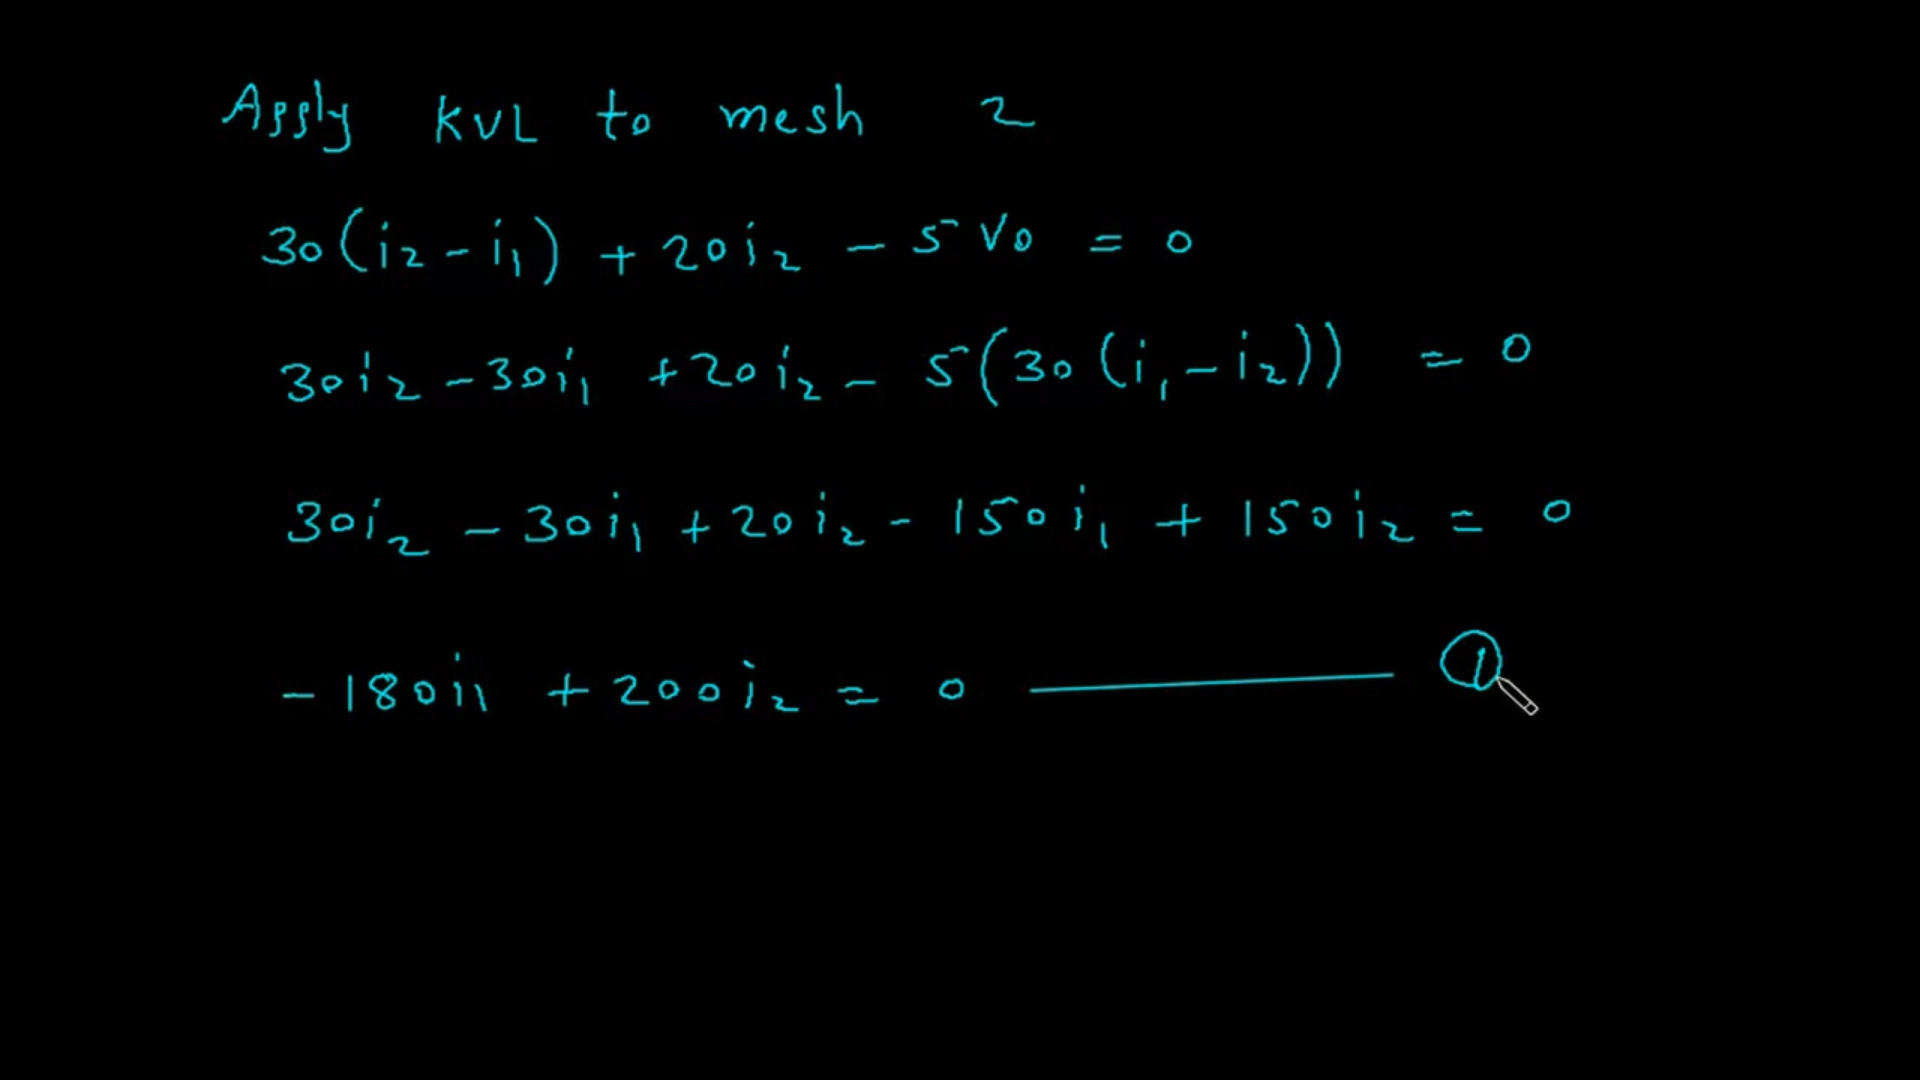 Apply KVL to mesh 2
30(i₂ - i₁) + 20i₂ - 5V₀ = 0
30i₂ - 30i₁ + 20i₂ - 5(30(i₁ - i₂)) = 0
30i₂ - 30i₁ + 20i₂ - 150i₁ + 150i₂ = 0
- 180i₁ + 200i₂ = 0 ——— ①